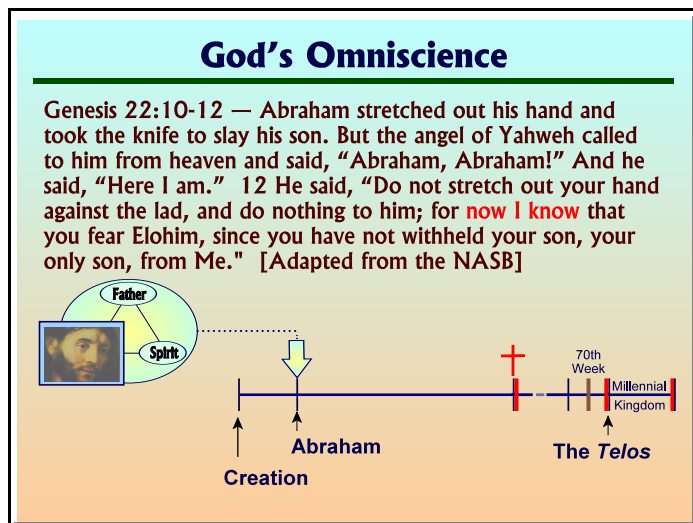 God's Omniscience
Genesis 22:10-12 — Abraham stretched out his hand and
took the knife to slay his son. But the angel of Yahweh called
to him from heaven and said, “Abraham, Abraham!” And he
said, “Here I am.”  12 He said, “Do not stretch out your hand
against the lad, and do nothing to him; for now I know that
you fear Elohim, since you have not withheld your son, your
only son, from Me."  [Adapted from the NASB]
Father
Spirit
70th
Week
Millennial
Kingdom
Abraham
The Telos
Creation